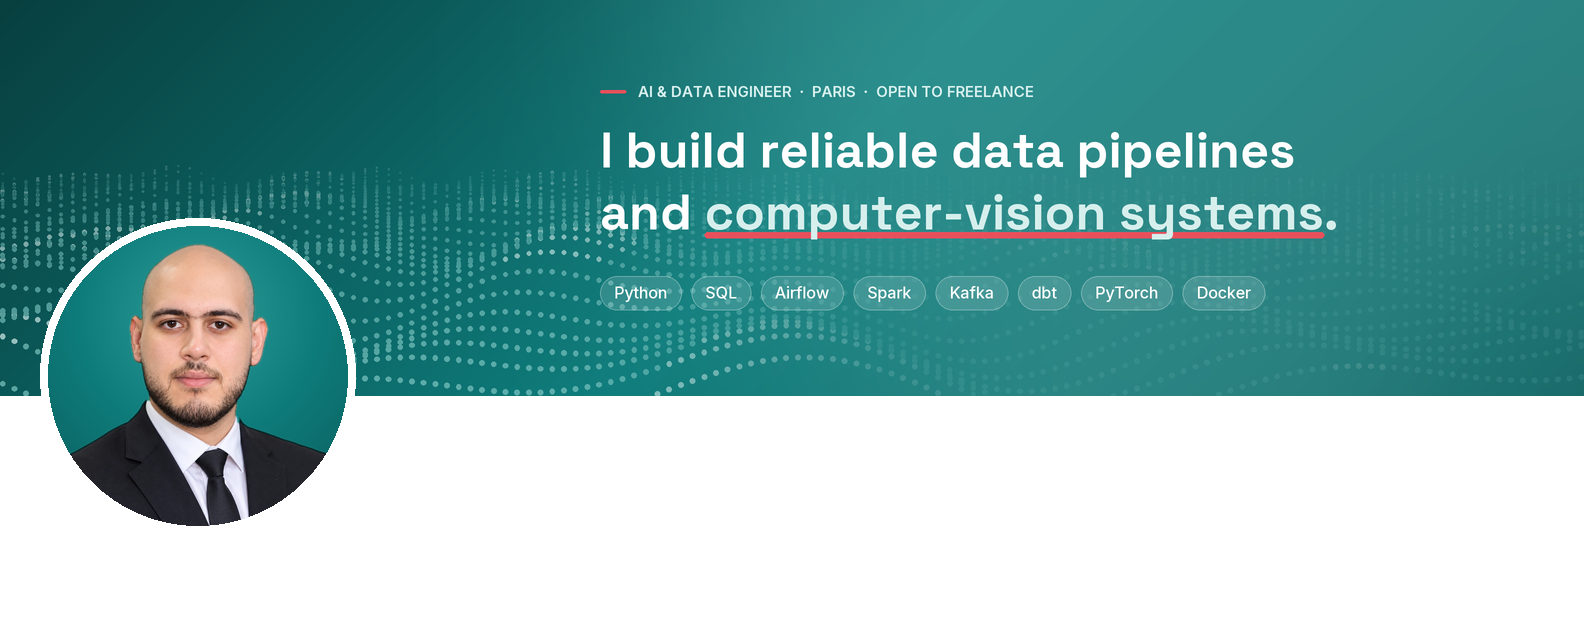 AI & DATA ENGINEER · PARIS · OPEN TO FREELANCE
I build reliable data pipelines
and computer-vision systems.
Python SQL Airflow Spark Kafka dbt PyTorch Docker